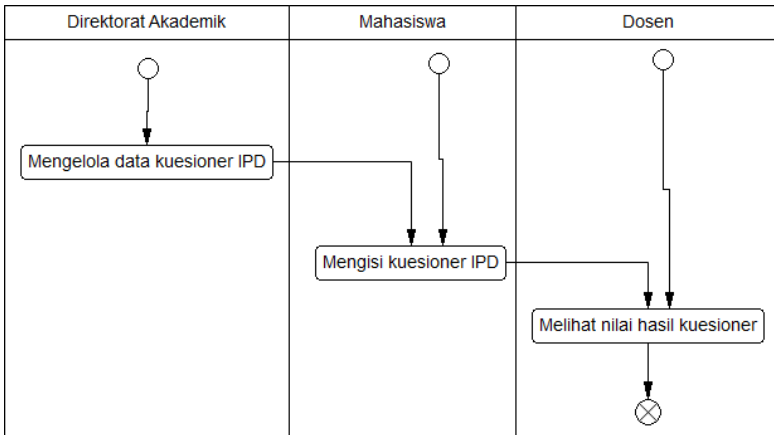 Direktorat Akademik
Mahasiswa
Dosen
Mengelola data kuesioner IPD
Mengisi kuesioner IPD
Melihat nilai hasil kuesioner